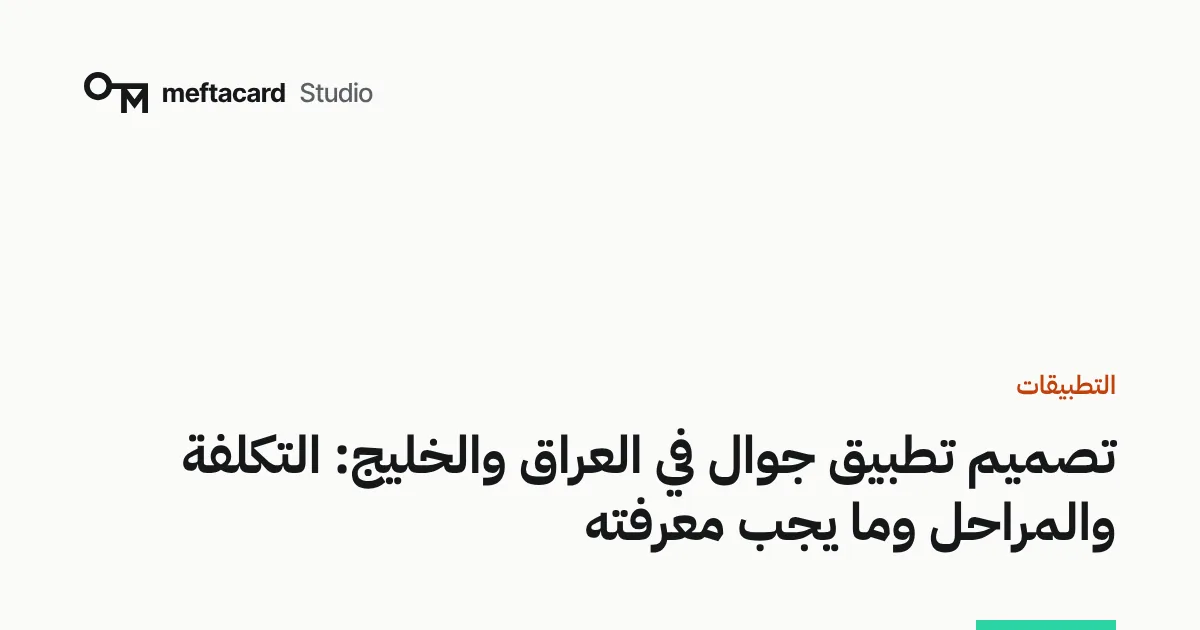 meftacard Studio
التطبيقات
تصميم تطبيق جوال في العراق والخليج: التكلفة
والمراحل وما يجب معرفته